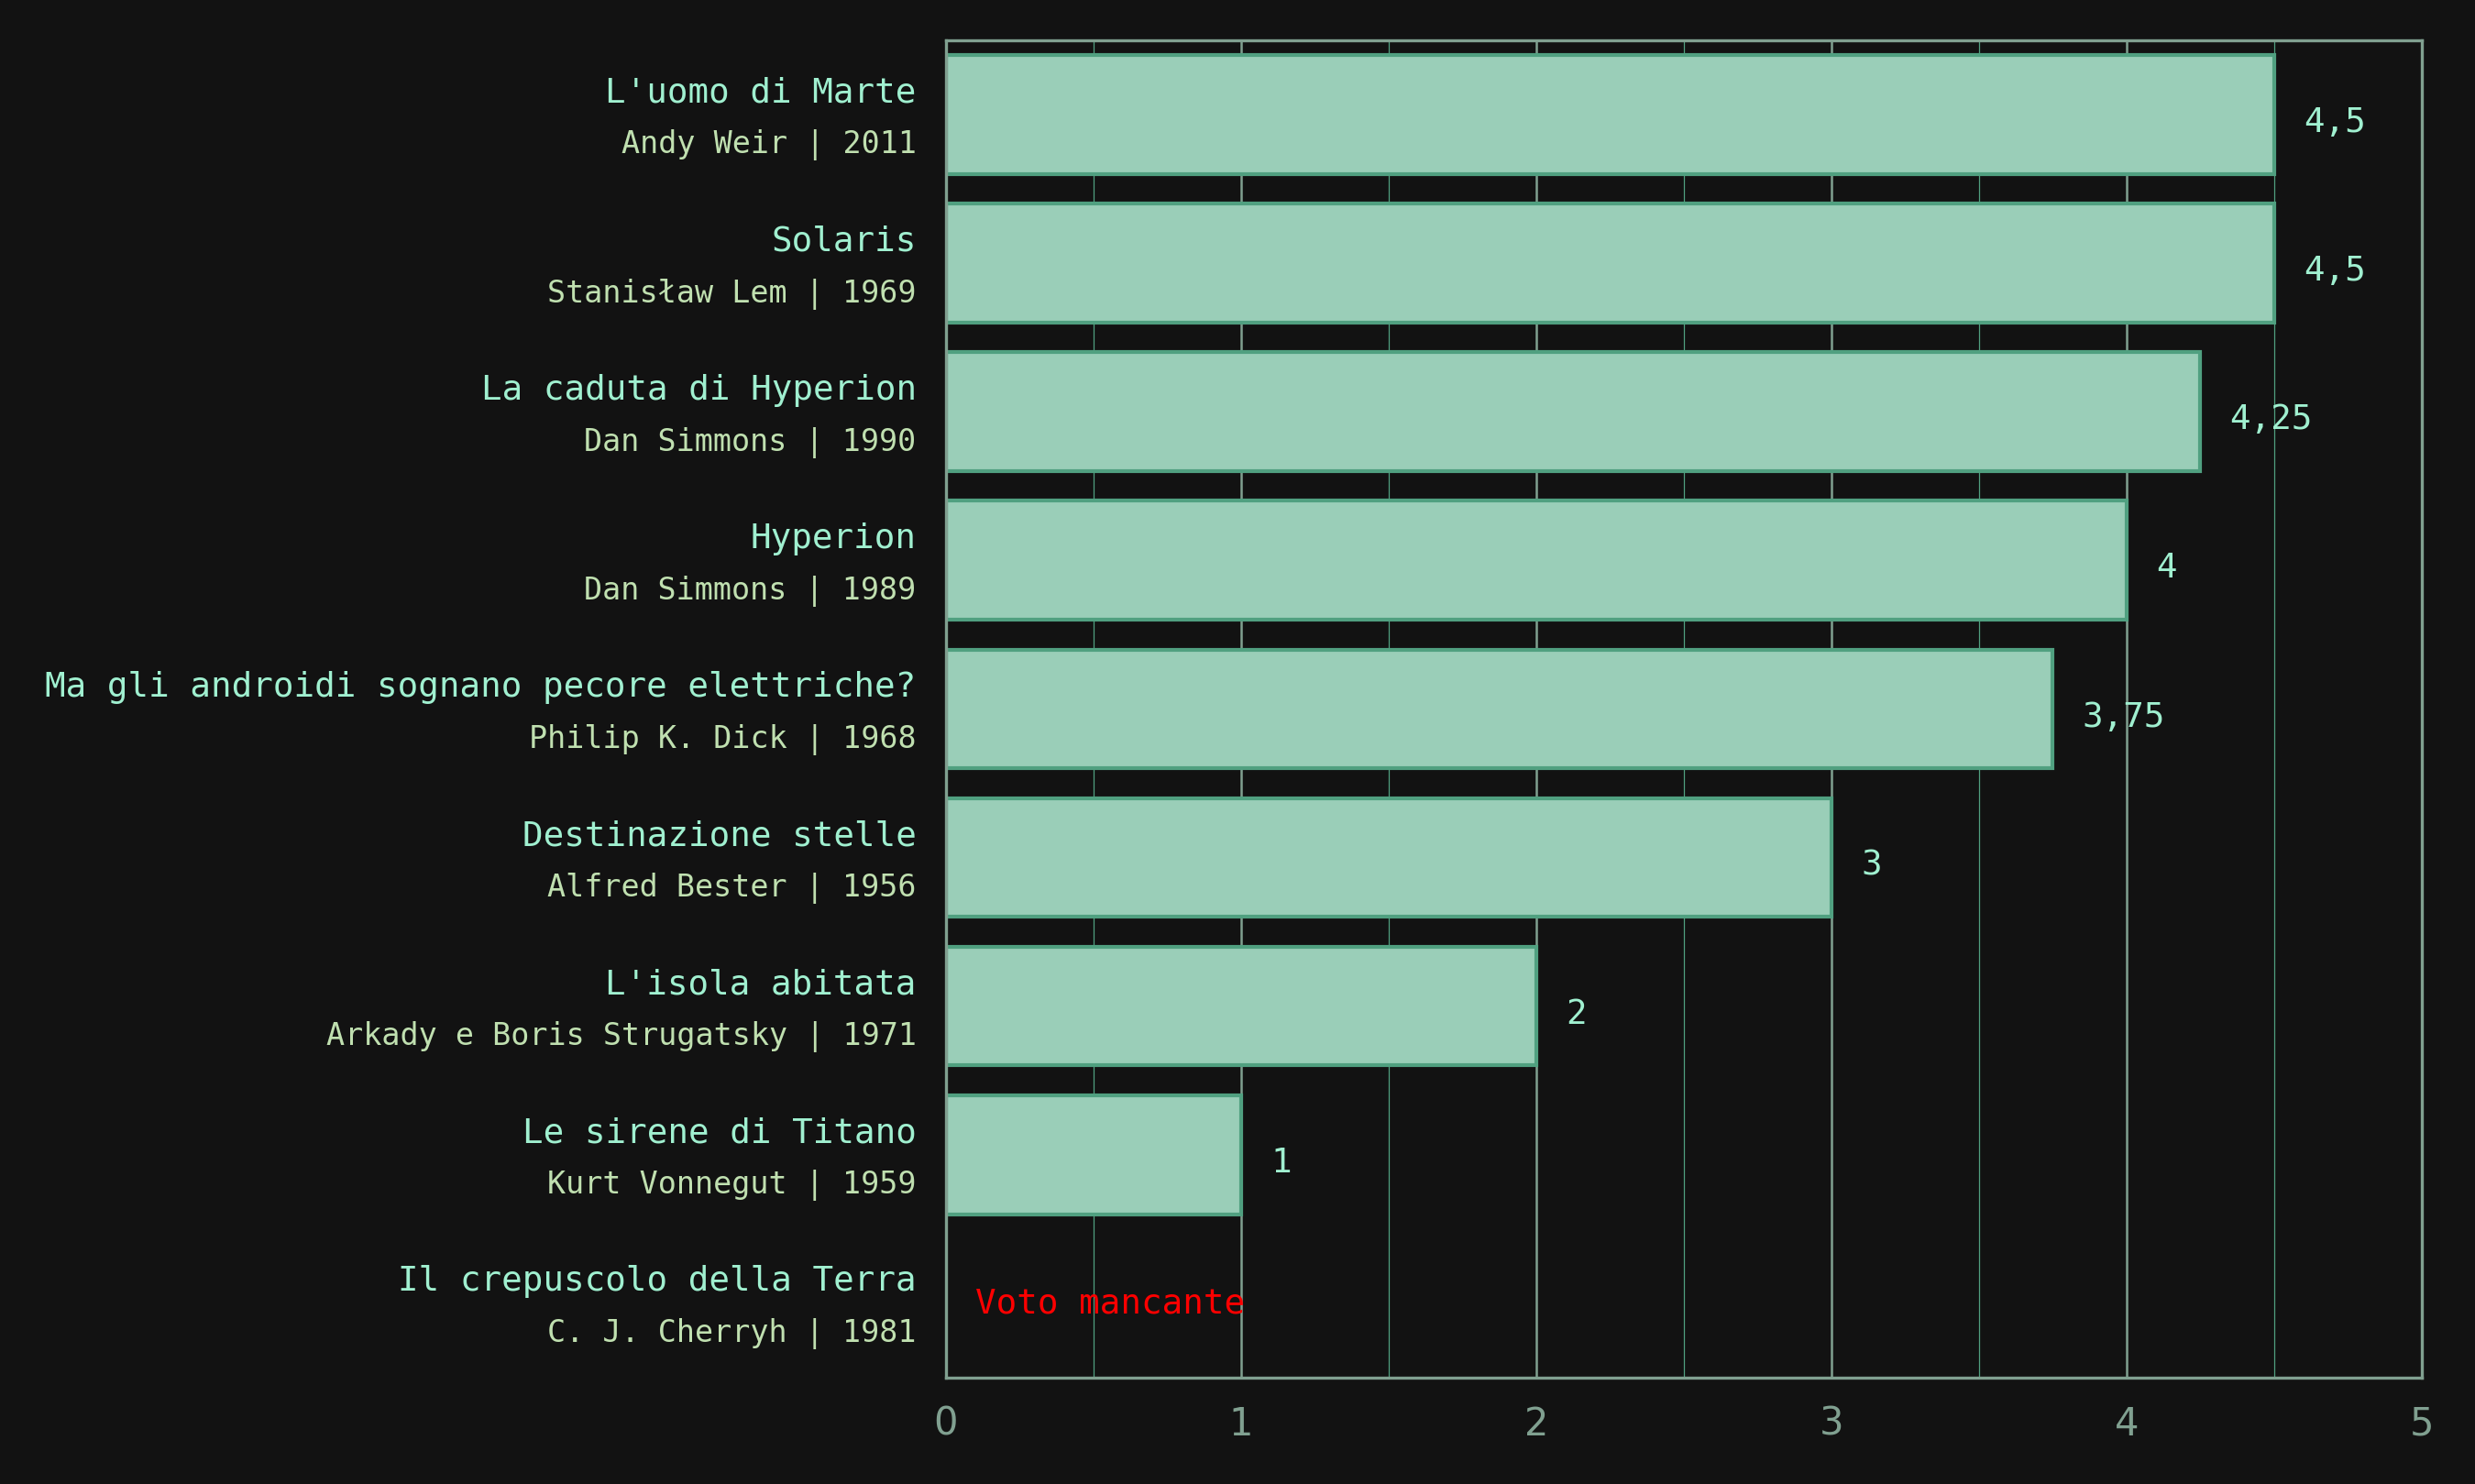 L'uomo di Marte
Andy Weir | 2011
4,5
Solaris
Stanisław Lem | 1969
4,5
La caduta di Hyperion
Dan Simmons | 1990
4,25
Hyperion
Dan Simmons | 1989
4
Ma gli androidi sognano pecore elettriche?
Philip K. Dick | 1968
3,75
Destinazione stelle
Alfred Bester | 1956
3
L'isola abitata
Arkady e Boris Strugatsky | 1971
2
Le sirene di Titano
Kurt Vonnegut | 1959
1
Il crepuscolo della Terra
C. J. Cherryh | 1981
Voto mancante
0 1 2 3 4 5